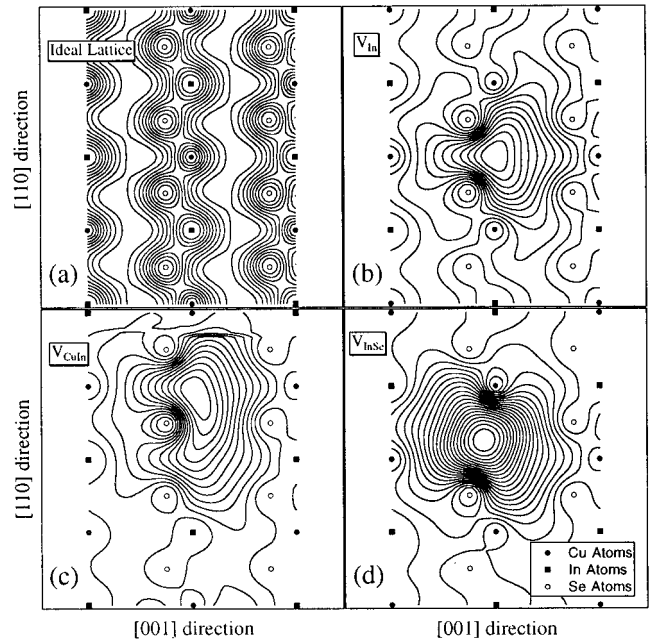 Ideal Lattice
V_In
[110] direction
(a)
(b)
V_CuIn
V_InSe
[110] direction
(c)
(d)
Cu Atoms
In Atoms
Se Atoms
[001] direction
[001] direction